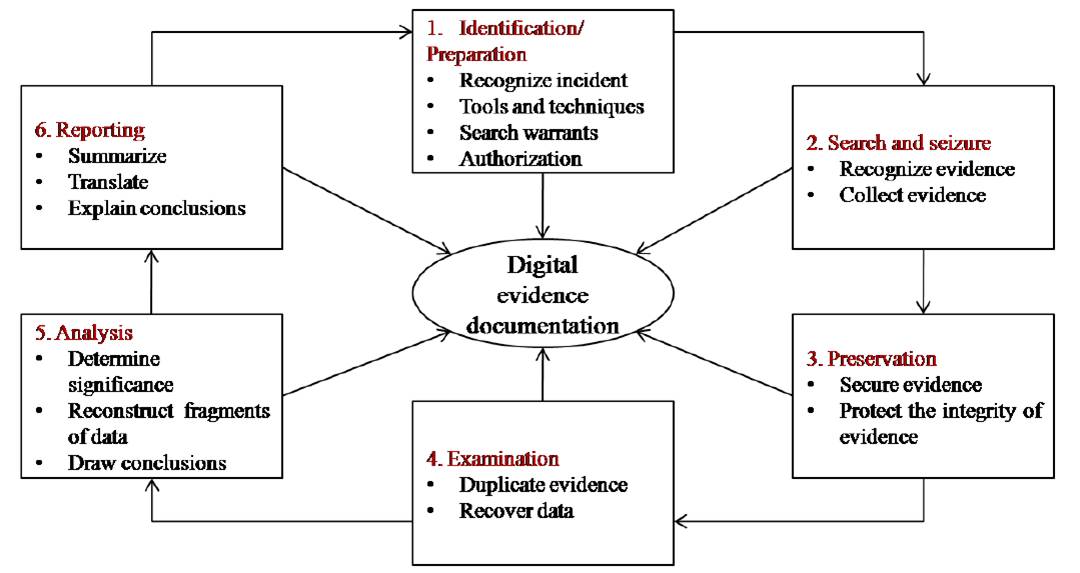 1. Identification/
Preparation
• Recognize incident
• Tools and techniques
• Search warrants
• Authorization
2. Search and seizure
• Recognize evidence
• Collect evidence
3. Preservation
• Secure evidence
• Protect the integrity of
evidence
4. Examination
• Duplicate evidence
• Recover data
5. Analysis
• Determine
significance
• Reconstruct fragments
of data
• Draw conclusions
6. Reporting
• Summarize
• Translate
• Explain conclusions
Digital
evidence
documentation